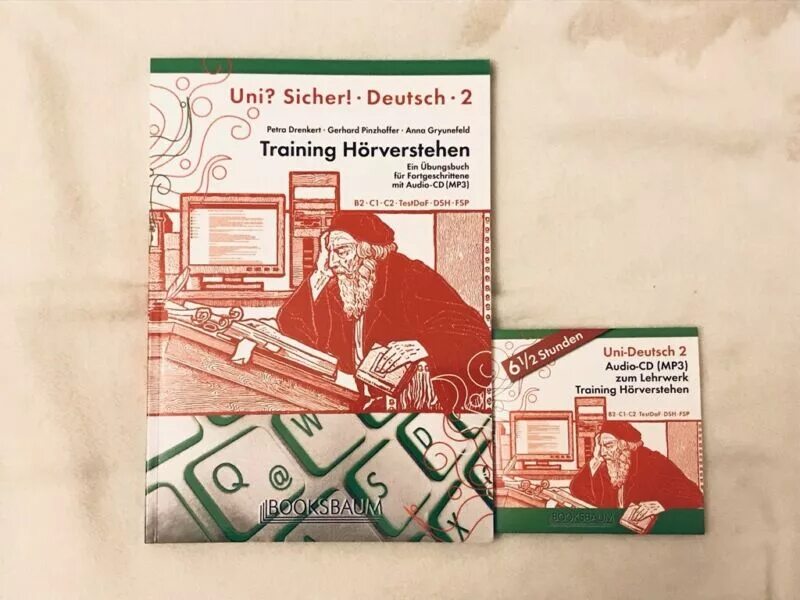 Uni? Sicher! · Deutsch · 2
Petra Drenkert · Gerhard Pinzhoffer · Anna Gryunefeld
Training Hörverstehen
Ein Übungsbuch
für Fortgeschrittene
mit Audio-CD (MP3)
B2 · C1 · C2 · TestDaF · DSH · FSP
Q
@
W
S
D
X
BOOKSBAUM
6 1/2 Stunden
Uni-Deutsch 2
Audio-CD (MP3)
zum Lehrwerk
Training Hörverstehen
B2 · C1 · C2 TestDaF · DSH · FSP
BOOKSBAUM